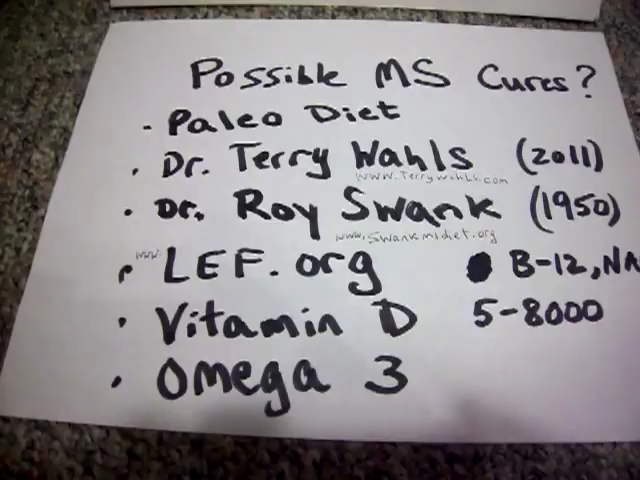 Possible MS Cures?
• Paleo Diet
• Dr. Terry Wahls (2011)
www.TerryWahls.com
• Dr. Roy Swank (1950)
www.Swankmsdiet.org
• www.LEF.org B-12, NA
• Vitamin D 5-8000
• Omega 3